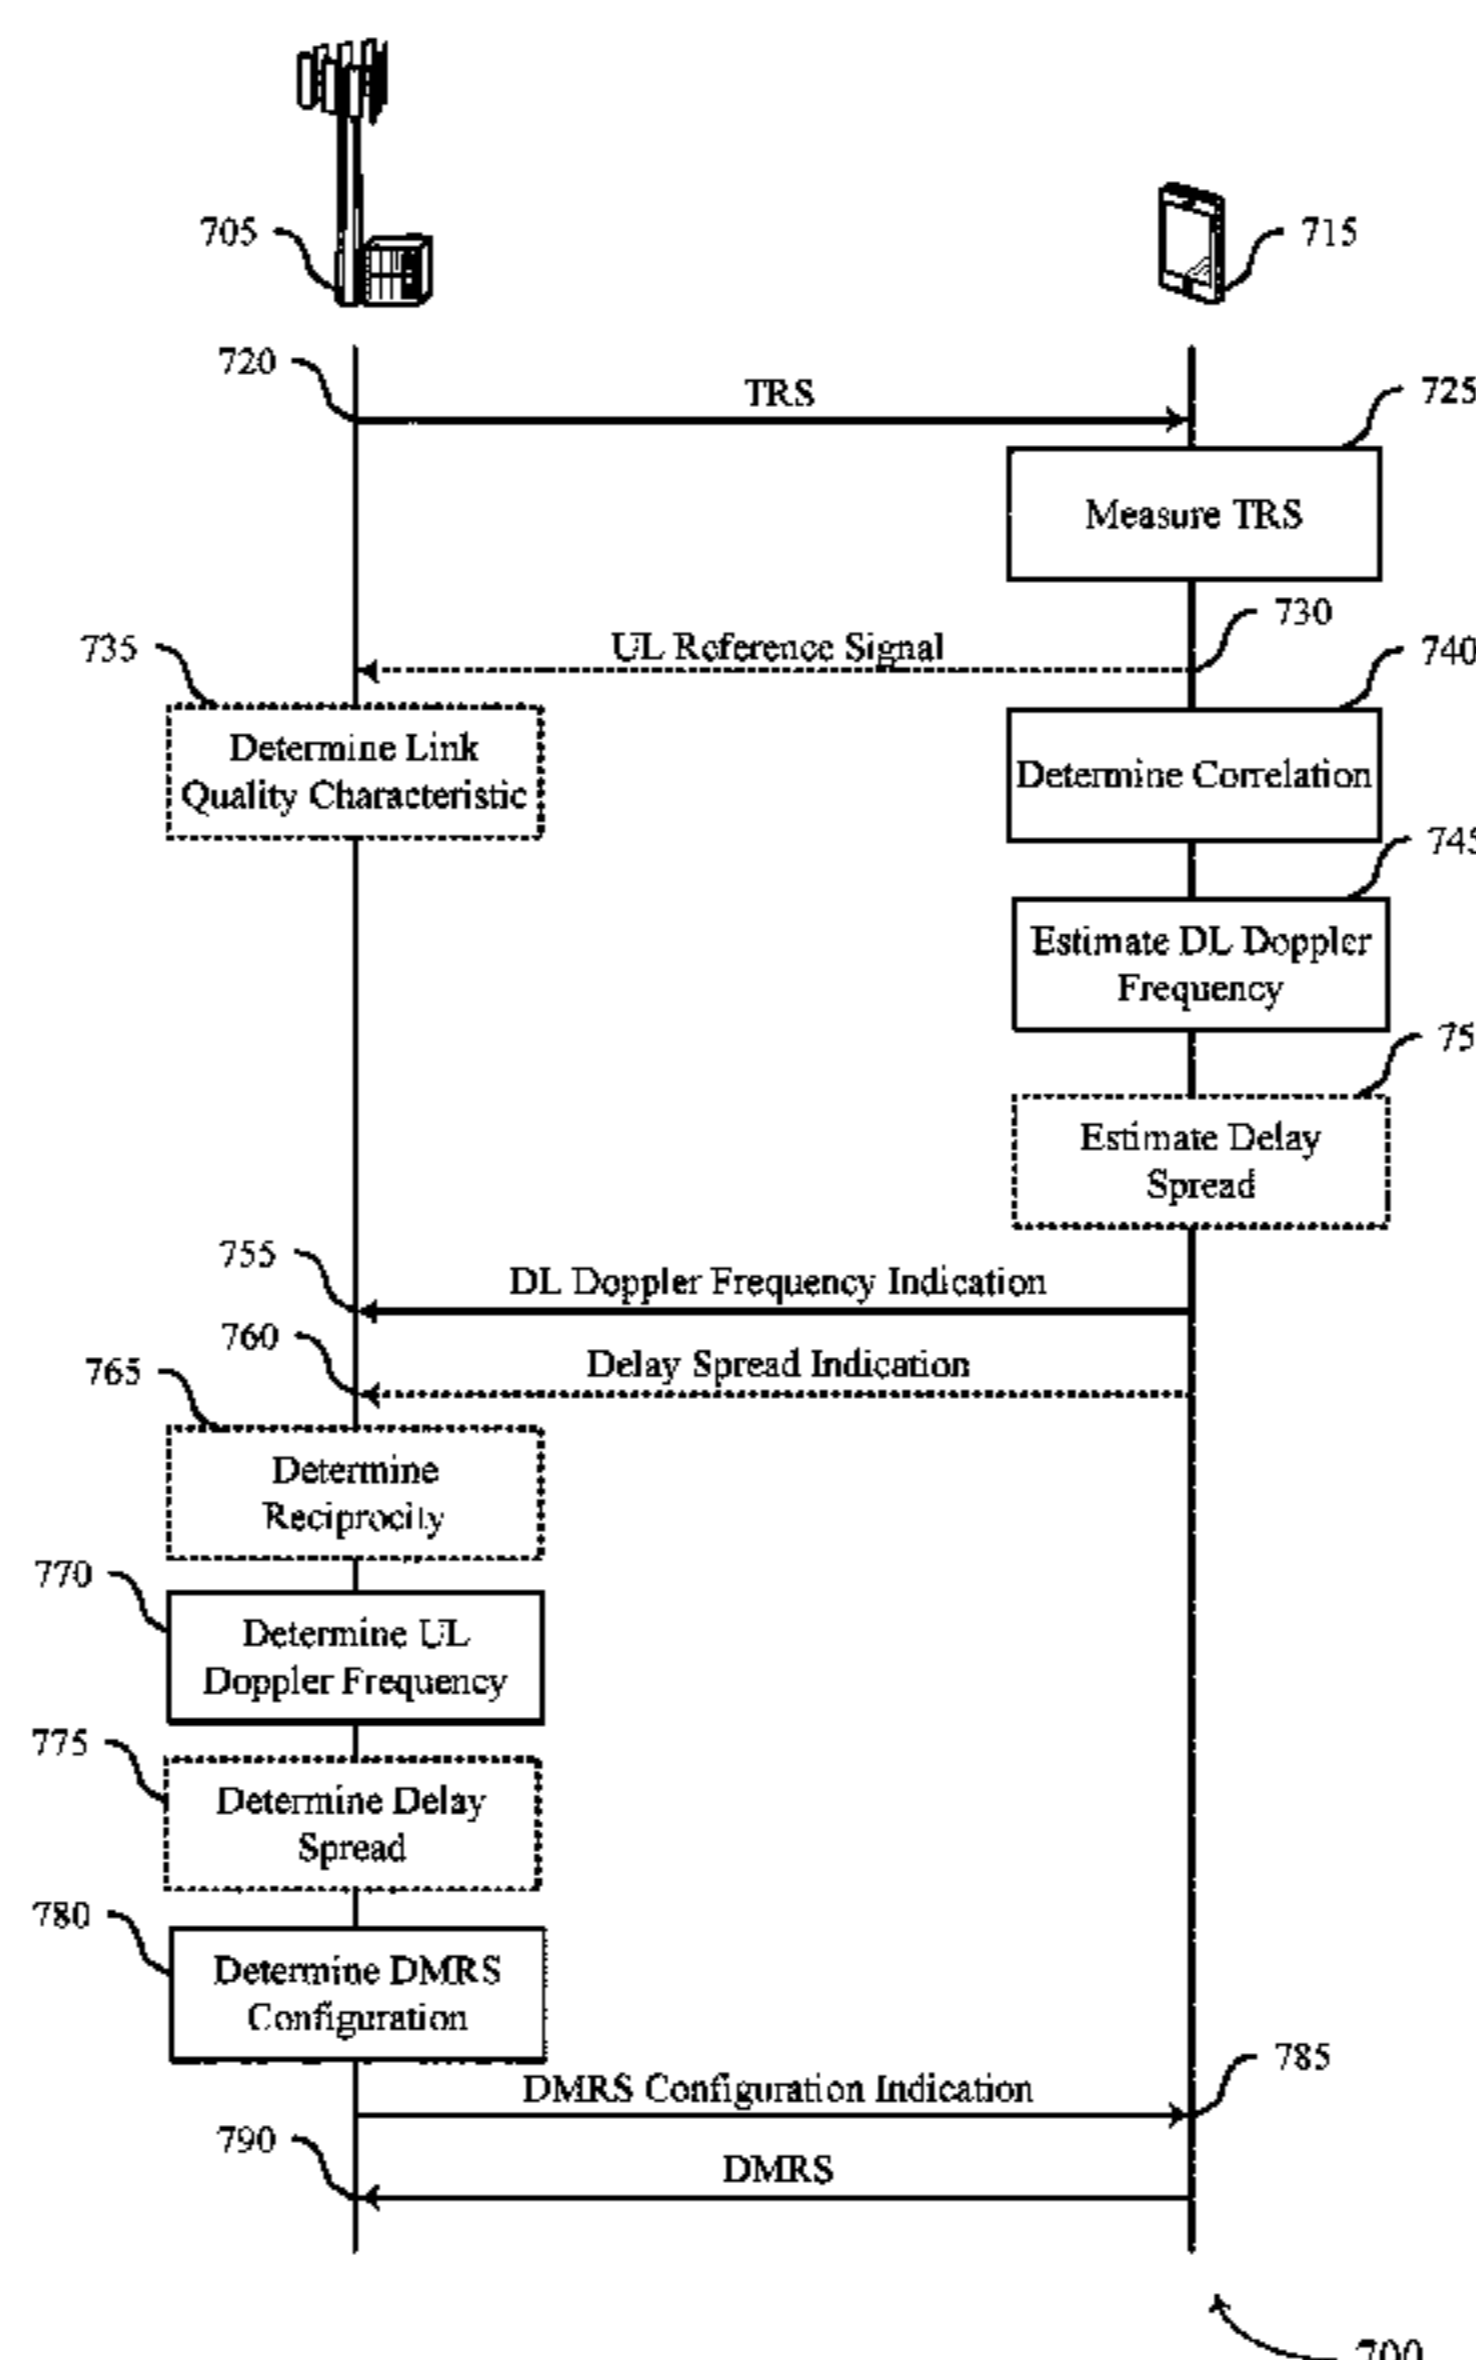 705
715
720
TRS
725
Measure TRS
730
UL Reference Signal
735
740
Determine Link
Quality Characteristic
Determine Correlation
745
Estimate DL Doppler
Frequency
75
Estimate Delay
Spread
755
DL Doppler Frequency Indication
760
Delay Spread Indication
765
Determine
Reciprocity
770
Determine UL
Doppler Frequency
775
Determine Delay
Spread
780
Determine DMRS
Configuration
785
DMRS Configuration Indication
790
DMRS
700